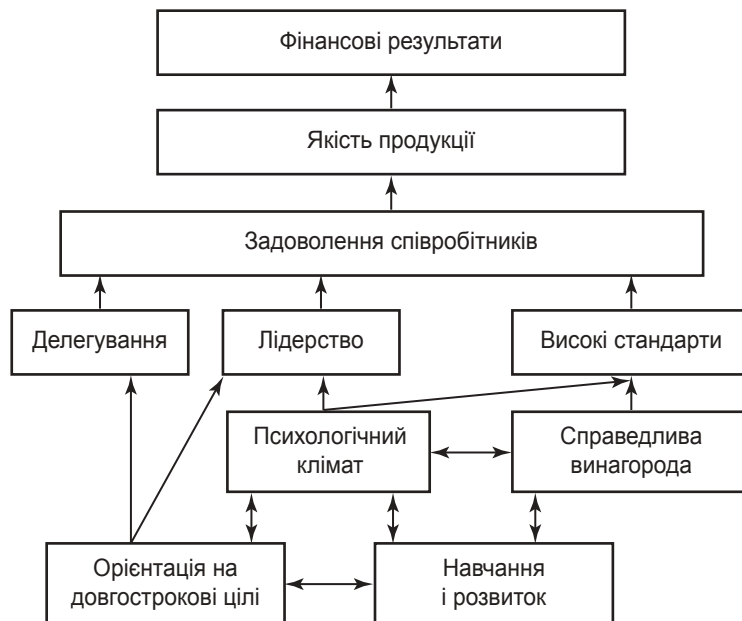 Фінансові результати
Якість продукції
Задоволення співробітників
Делегування
Лідерство
Високі стандарти
Психологічний
клімат
Справедлива
винагорода
Орієнтація на
довгострокові цілі
Навчання
і розвиток